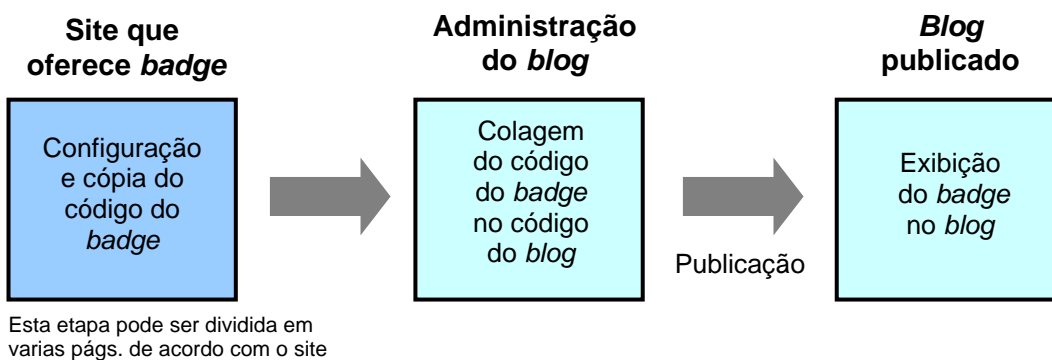 Site que
oferece badge
Administração
do blog
Blog
publicado
Configuração
e cópia do
código do
badge
Colagem
do código
do badge
no código
do blog
Publicação
Exibição
do badge
no blog
Esta etapa pode ser dividida em
varias págs. de acordo com o site